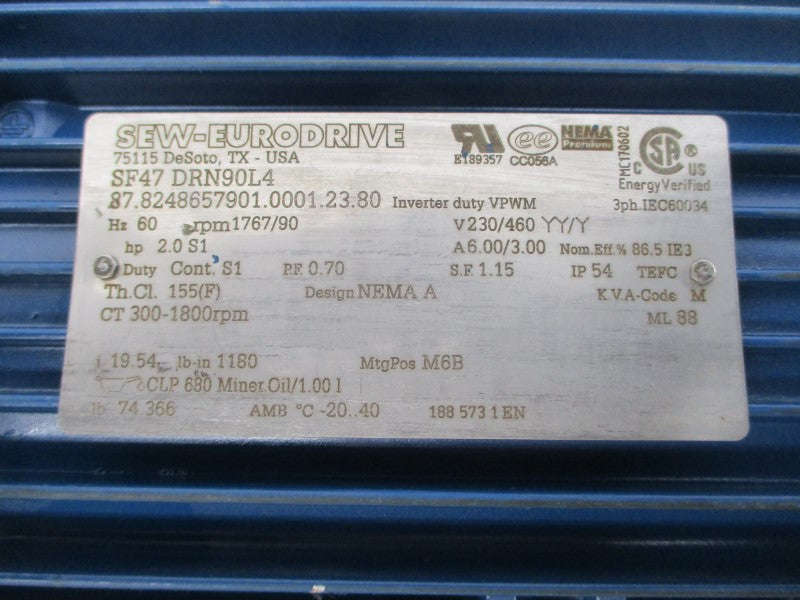 SEW-EURODRIVE
75115 DeSoto, TX - USA
SF47 DRN90L4
87.8248657901.0001.23.80 Inverter duty VPWM
E189357 CC056A
ee
NEMA
Premium
MC170602
SA
C US
Energy Verified
3ph.IEC60034
Hz 60 rpm 1767/90 V 230/460 YY/Y
hp 2.0 S1 A 6.00/3.00 Nom.Eff.% 86.5 IE3
Duty Cont. S1 P.F. 0.70 S.F. 1.15 IP 54 TEFC
Th.Cl. 155(F) Design NEMA A K.V.A-Code M
CT 300-1800rpm ML 88
i 19.54 lb-in 1180 MtgPos M6B
CLP 680 Miner.Oil/1.00 l
lb 74.366 AMB °C -20..40 188 573 1 EN